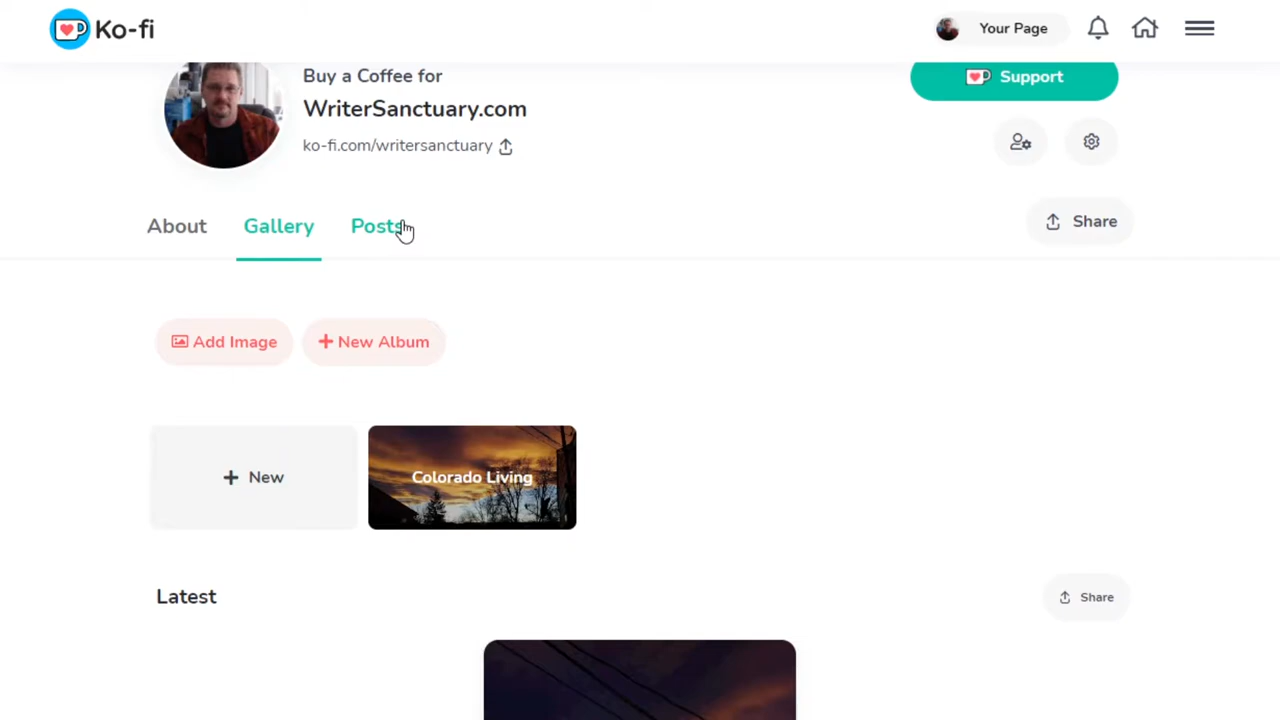 Ko-fi
Your Page
Buy a Coffee for
WriterSanctuary.com
ko-fi.com/writersanctuary
Support
About
Gallery
Posts
Share
Add Image
New Album
New
Colorado Living
Latest
Share